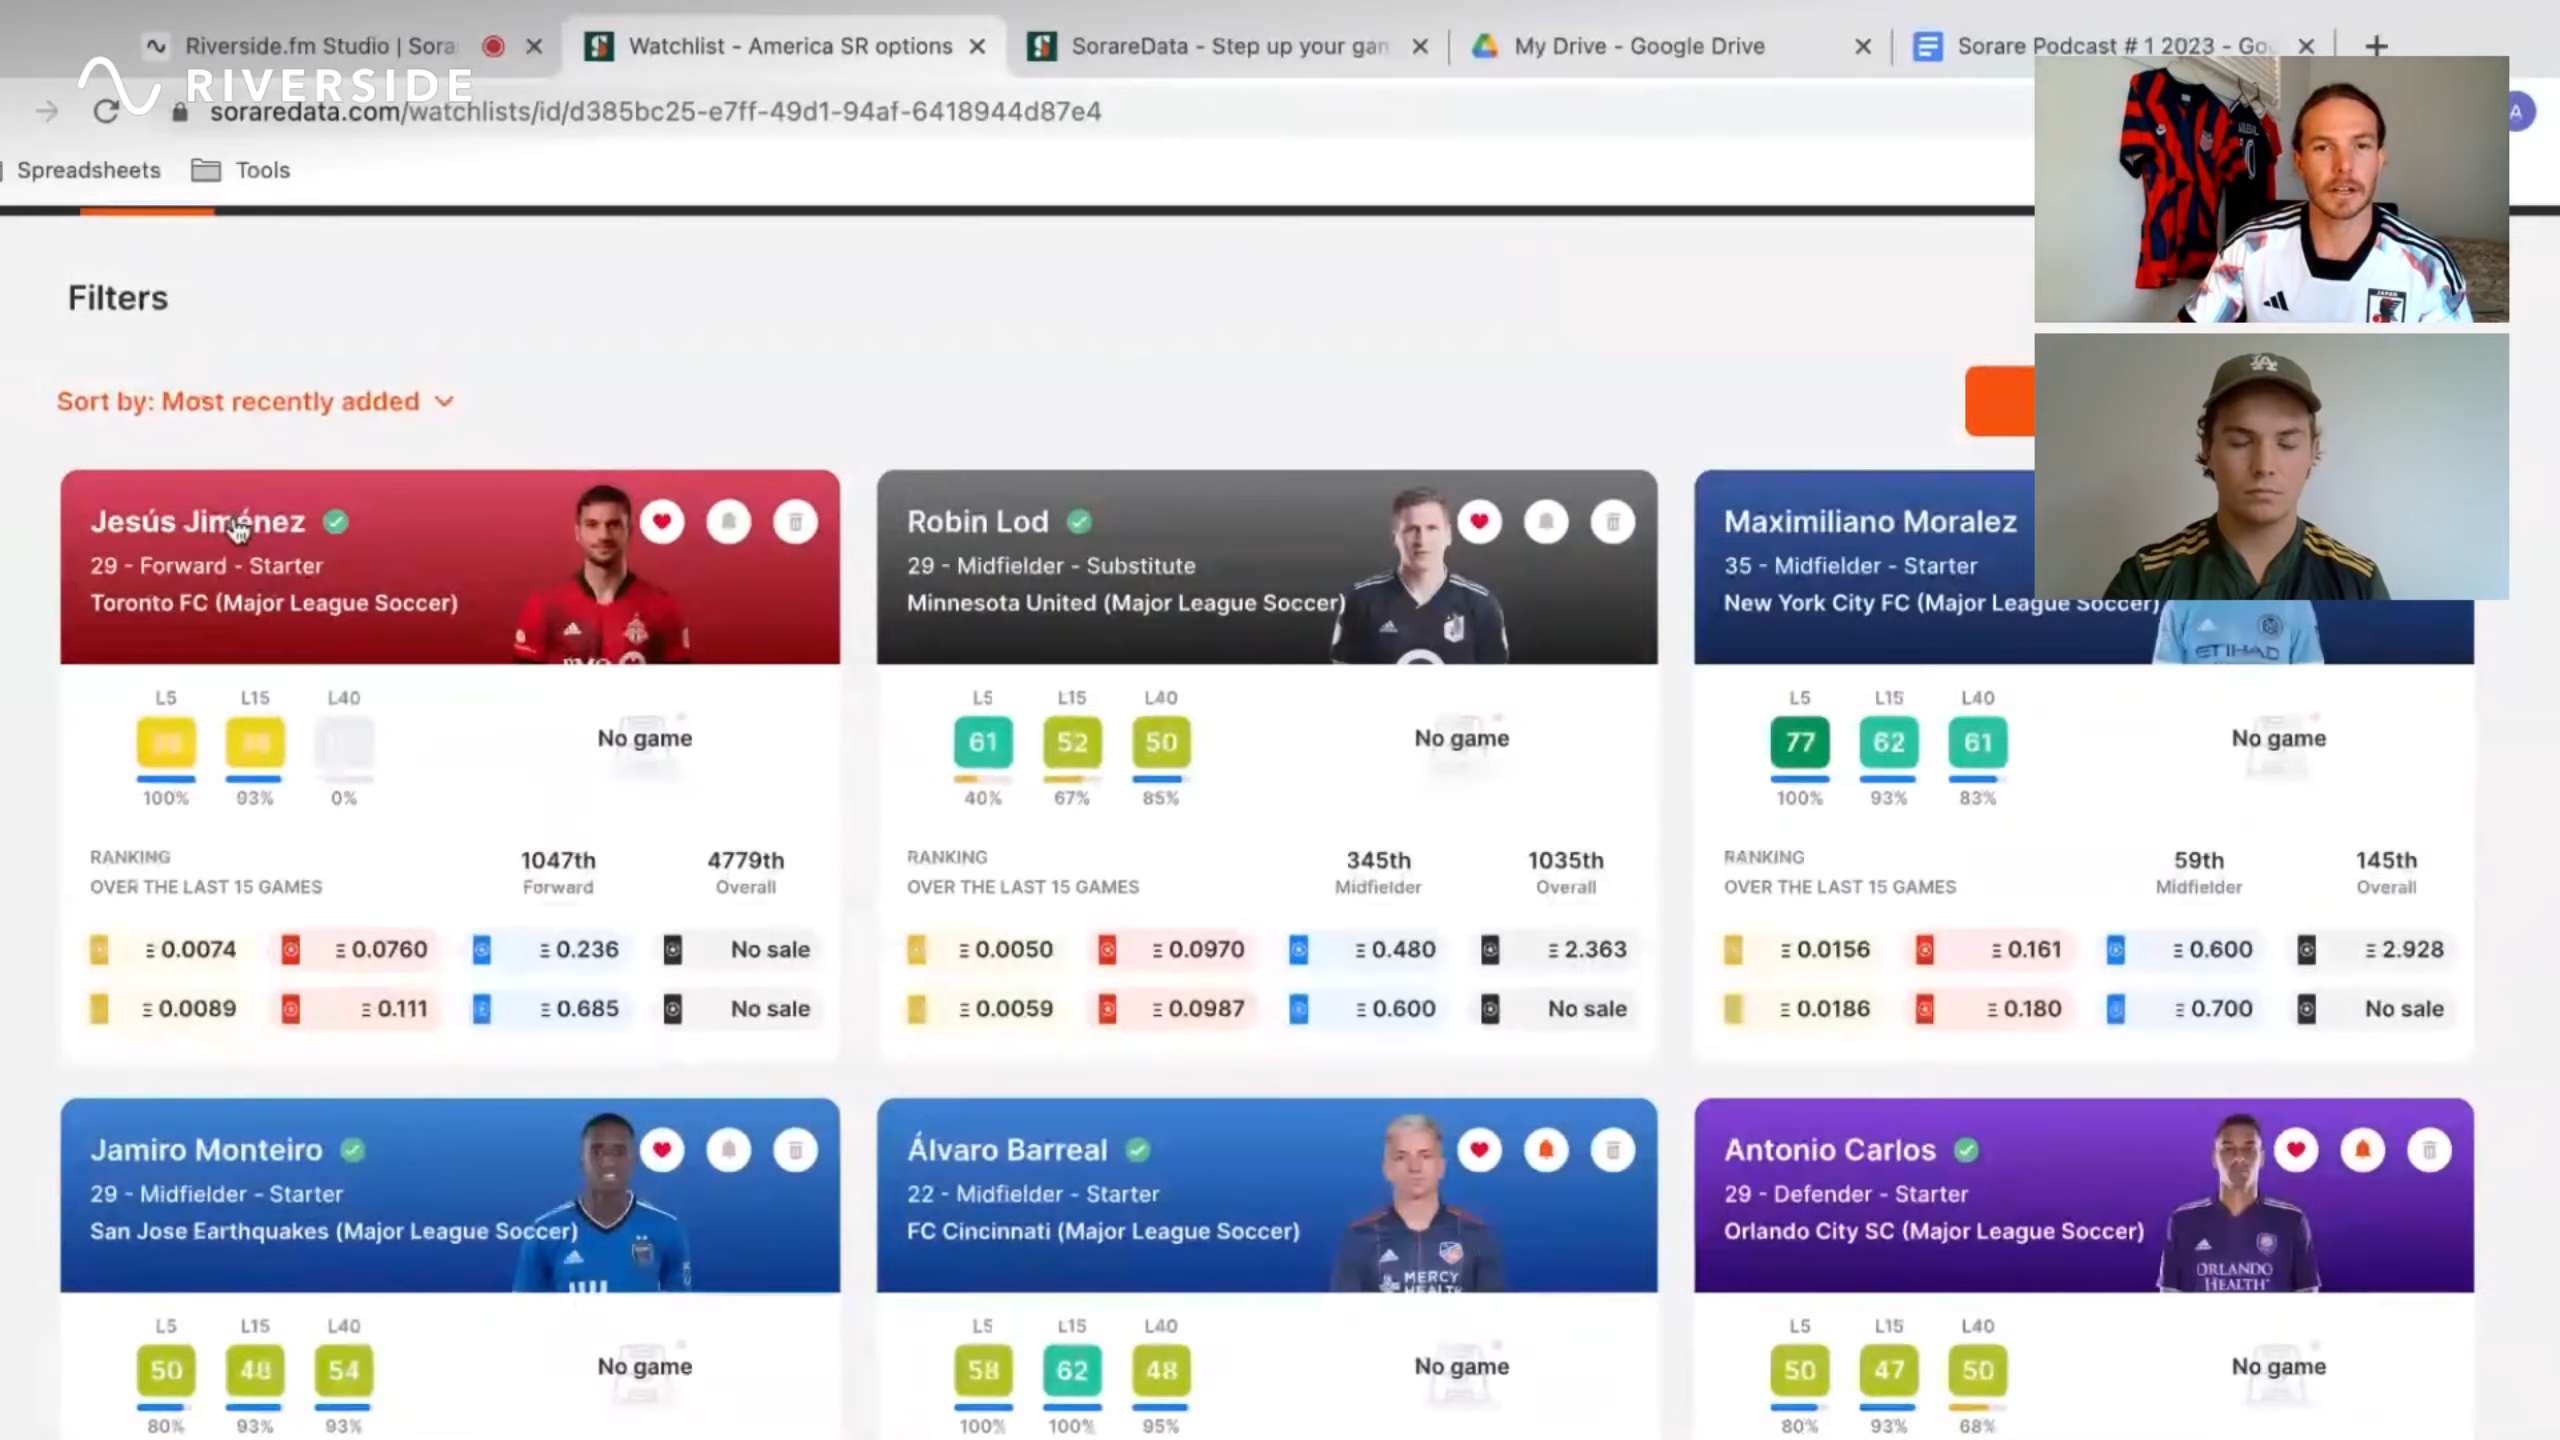 Riverside.fm Studio | Sora
Watchlist - America SR options
SorareData - Step up your gam
My Drive - Google Drive
Sorare Podcast # 1 2023 - Go
RIVERSIDE
soraredata.com/watchlists/id/d385bc25-e7ff-49d1-94af-6418944d87e4
A
Spreadsheets
Tools
Filters
Sort by: Most recently added
Jesús Jiménez
29 - Forward - Starter
Toronto FC (Major League Soccer)
Robin Lod
29 - Midfielder - Substitute
Minnesota United (Major League Soccer)
Maximiliano Moralez
35 - Midfielder - Starter
New York City FC (Major League Soccer)
ETIHAD
L5 L15 L40
100% 93% 0%
No game
L5 L15 L40
61 52 50
40% 67% 85%
No game
L5 L15 L40
77 62 61
100% 93% 83%
No game
RANKING
OVER THE LAST 15 GAMES
1047th
Forward
4779th
Overall
RANKING
OVER THE LAST 15 GAMES
345th
Midfielder
1035th
Overall
RANKING
OVER THE LAST 15 GAMES
59th
Midfielder
145th
Overall
Ξ 0.0074 Ξ 0.0760 Ξ 0.236 No sale
Ξ 0.0089 Ξ 0.111 Ξ 0.685 No sale
Ξ 0.0050 Ξ 0.0970 Ξ 0.480 Ξ 2.363
Ξ 0.0059 Ξ 0.0987 Ξ 0.600 No sale
Ξ 0.0156 Ξ 0.161 Ξ 0.600 Ξ 2.928
Ξ 0.0186 Ξ 0.180 Ξ 0.700 No sale
Jamiro Monteiro
29 - Midfielder - Starter
San Jose Earthquakes (Major League Soccer)
Álvaro Barreal
22 - Midfielder - Starter
FC Cincinnati (Major League Soccer)
MERCY
HEALTH
Antonio Carlos
29 - Defender - Starter
Orlando City SC (Major League Soccer)
ORLANDO
HEALTH
L5 L15 L40
50 48 54
80% 93% 93%
No game
L5 L15 L40
58 62 48
100% 100% 95%
No game
L5 L15 L40
50 47 50
80% 93% 68%
No game
JAPAN
LA